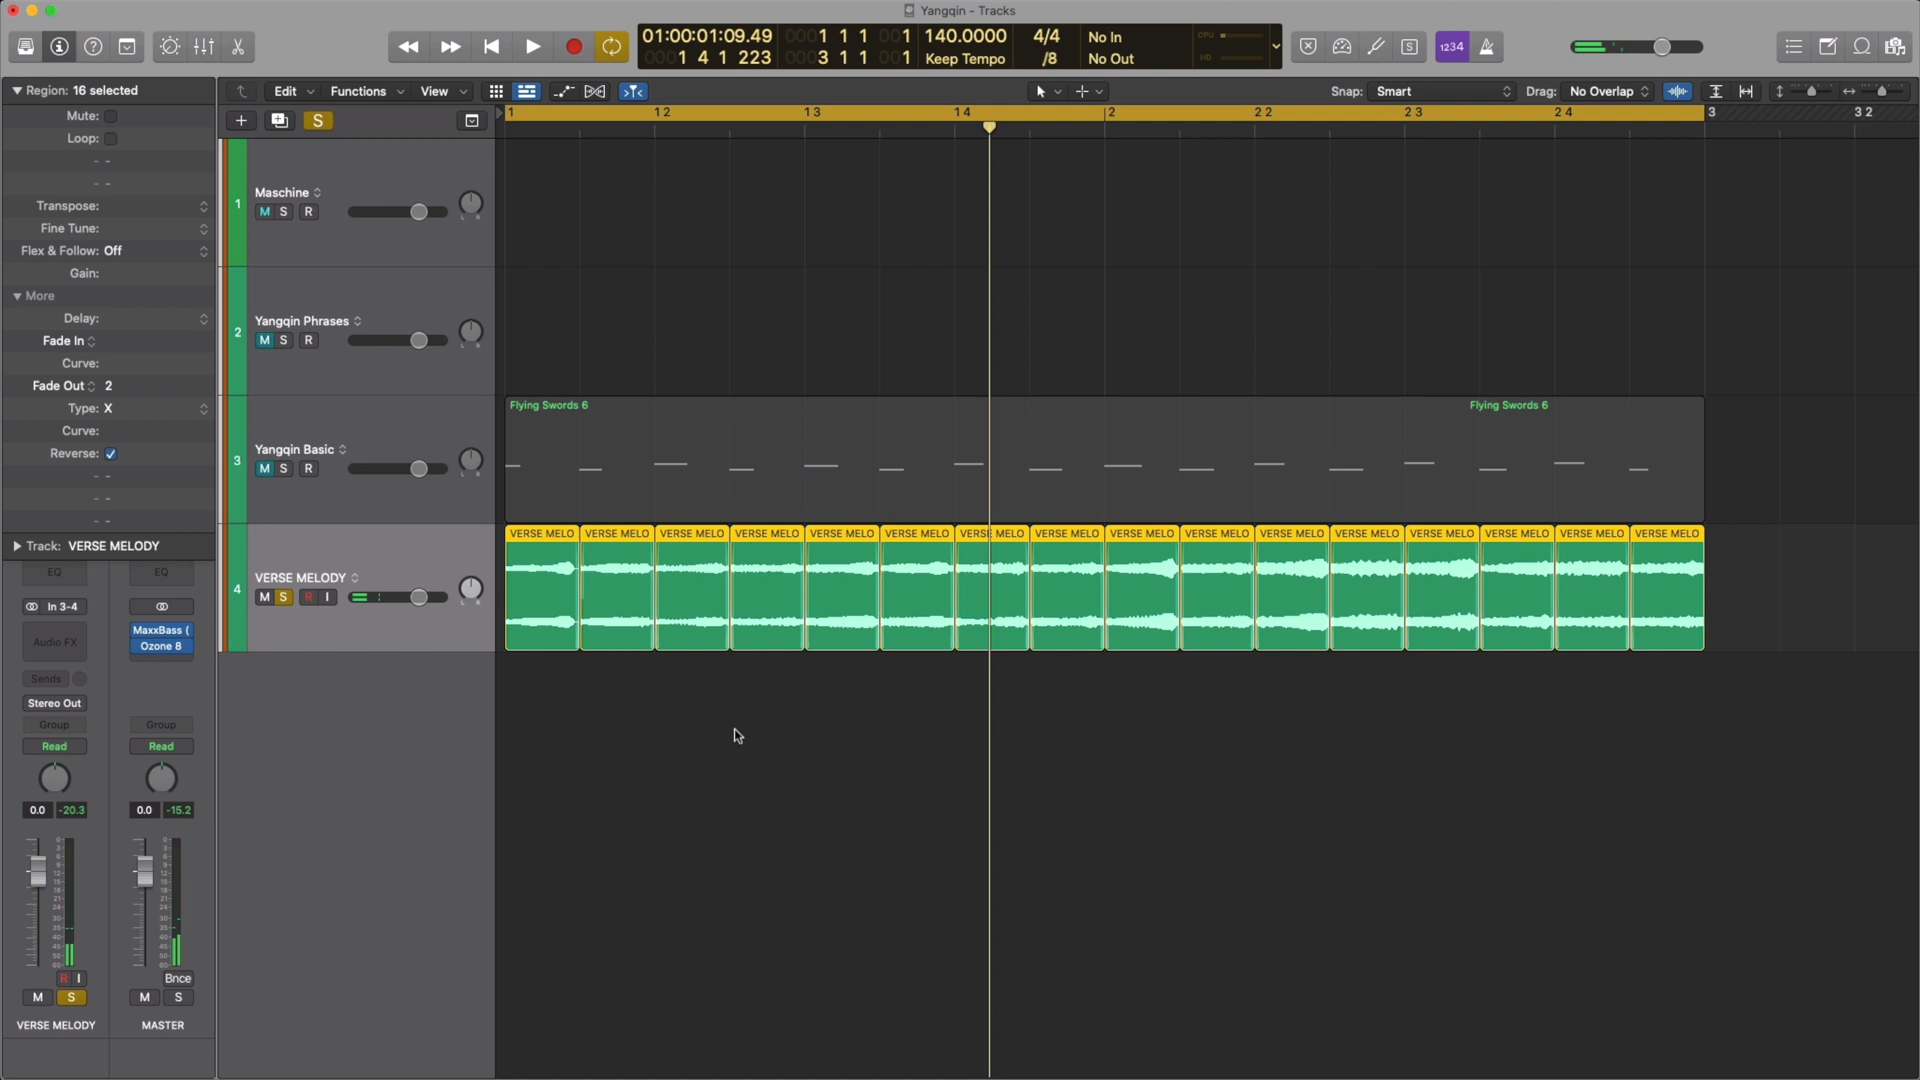 Yangqin - Tracks
01:00:01:09.49
1 4 1 223
0001 1 1 001
0003 1 1 001
140.0000
Keep Tempo
4/4
/8
No In
No Out
CPU
HD
1234
Region: 16 selected
Edit
Functions
View
Snap: Smart
Drag: No Overlap
S
1
1 2
1 3
1 4
2
2 2
2 3
2 4
3
3 2
Mute:
Loop:
Transpose:
Fine Tune:
Flex & Follow: Off
Gain:
More
Delay:
Fade In
Curve:
Fade Out 2
Type: X
Curve:
Reverse:
Track: VERSE MELODY
1
Maschine
M S R
2
Yangqin Phrases
M S R
3
Yangqin Basic
M S R
Flying Swords 6
Flying Swords 6
4
VERSE MELODY
M S R I
VERSE MELO VERSE MELO VERSE MELO VERSE MELO VERSE MELO VERSE MELO VERSE MELO VERSE MELO VERSE MELO VERSE MELO VERSE MELO VERSE MELO VERSE MELO VERSE MELO VERSE MELO VERSE MELO
EQ
EQ
In 3-4
Audio FX
MaxxBass (
Ozone 8
Sends
Stereo Out
Group
Group
Read
Read
0.0 -20.3
0.0 -15.2
R I
Bnce
M S
M S
VERSE MELODY
MASTER